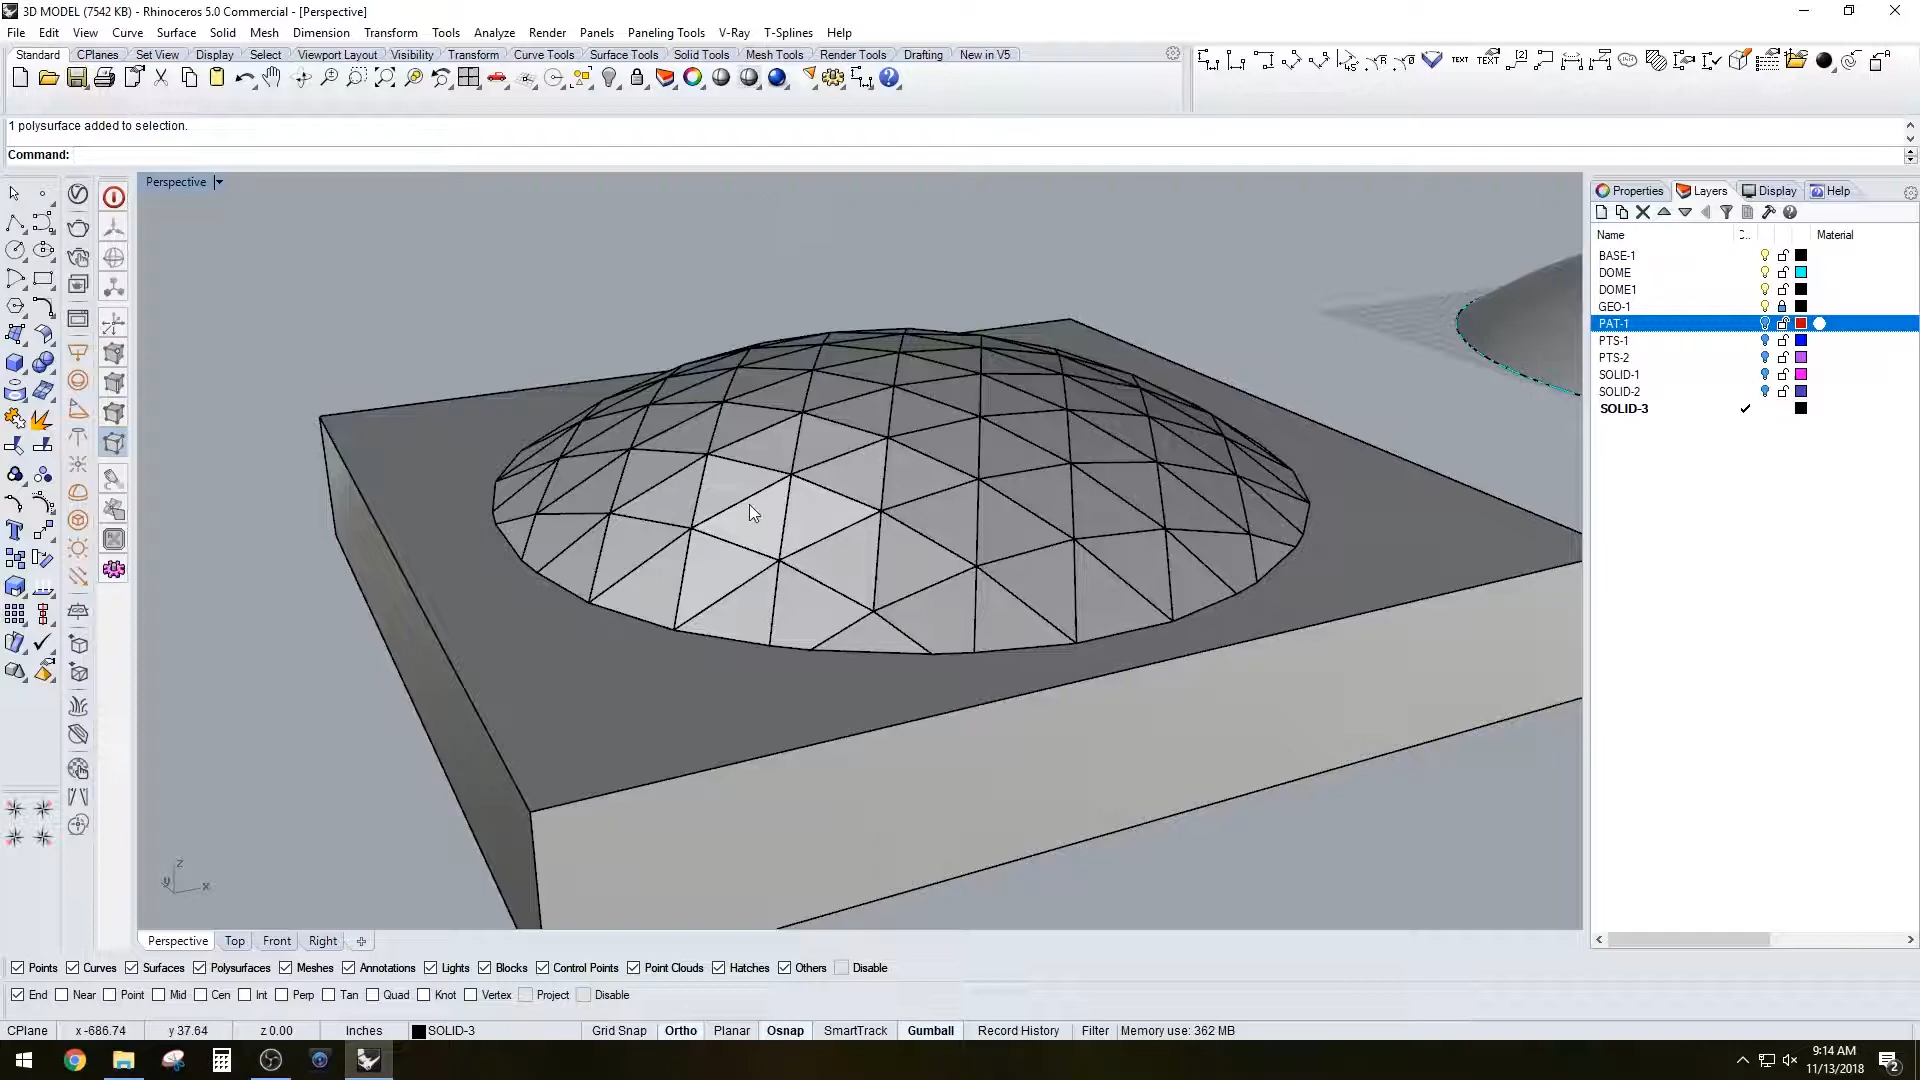 3D MODEL (7542 KB) - Rhinoceros 5.0 Commercial - [Perspective]
File Edit View Curve Surface Solid Mesh Dimension Transform Tools Analyze Render Panels Paneling Tools V-Ray T-Splines Help
Standard CPlanes Set View Display Select Viewport Layout Visibility Transform Curve Tools Surface Tools Solid Tools Mesh Tools Render Tools Drafting New in V5
1 polysurface added to selection.
Command:
Perspective
Properties Layers Display Help
Name Material
BASE-1
DOME
DOME1
GEO-1
PAT-1
PTS-1
PTS-2
SOLID-1
SOLID-2
SOLID-3
z
y x
Perspective Top Front Right
Points Curves Surfaces Polysurfaces Meshes Annotations Lights Blocks Control Points Point Clouds Hatches Others Disable
End Near Point Mid Cen Int Perp Tan Quad Knot Vertex Project Disable
CPlane x -686.74 y 37.64 z 0.00 Inches SOLID-3 Grid Snap Ortho Planar Osnap SmartTrack Gumball Record History Filter Memory use: 362 MB
9:14 AM
11/13/2018
2